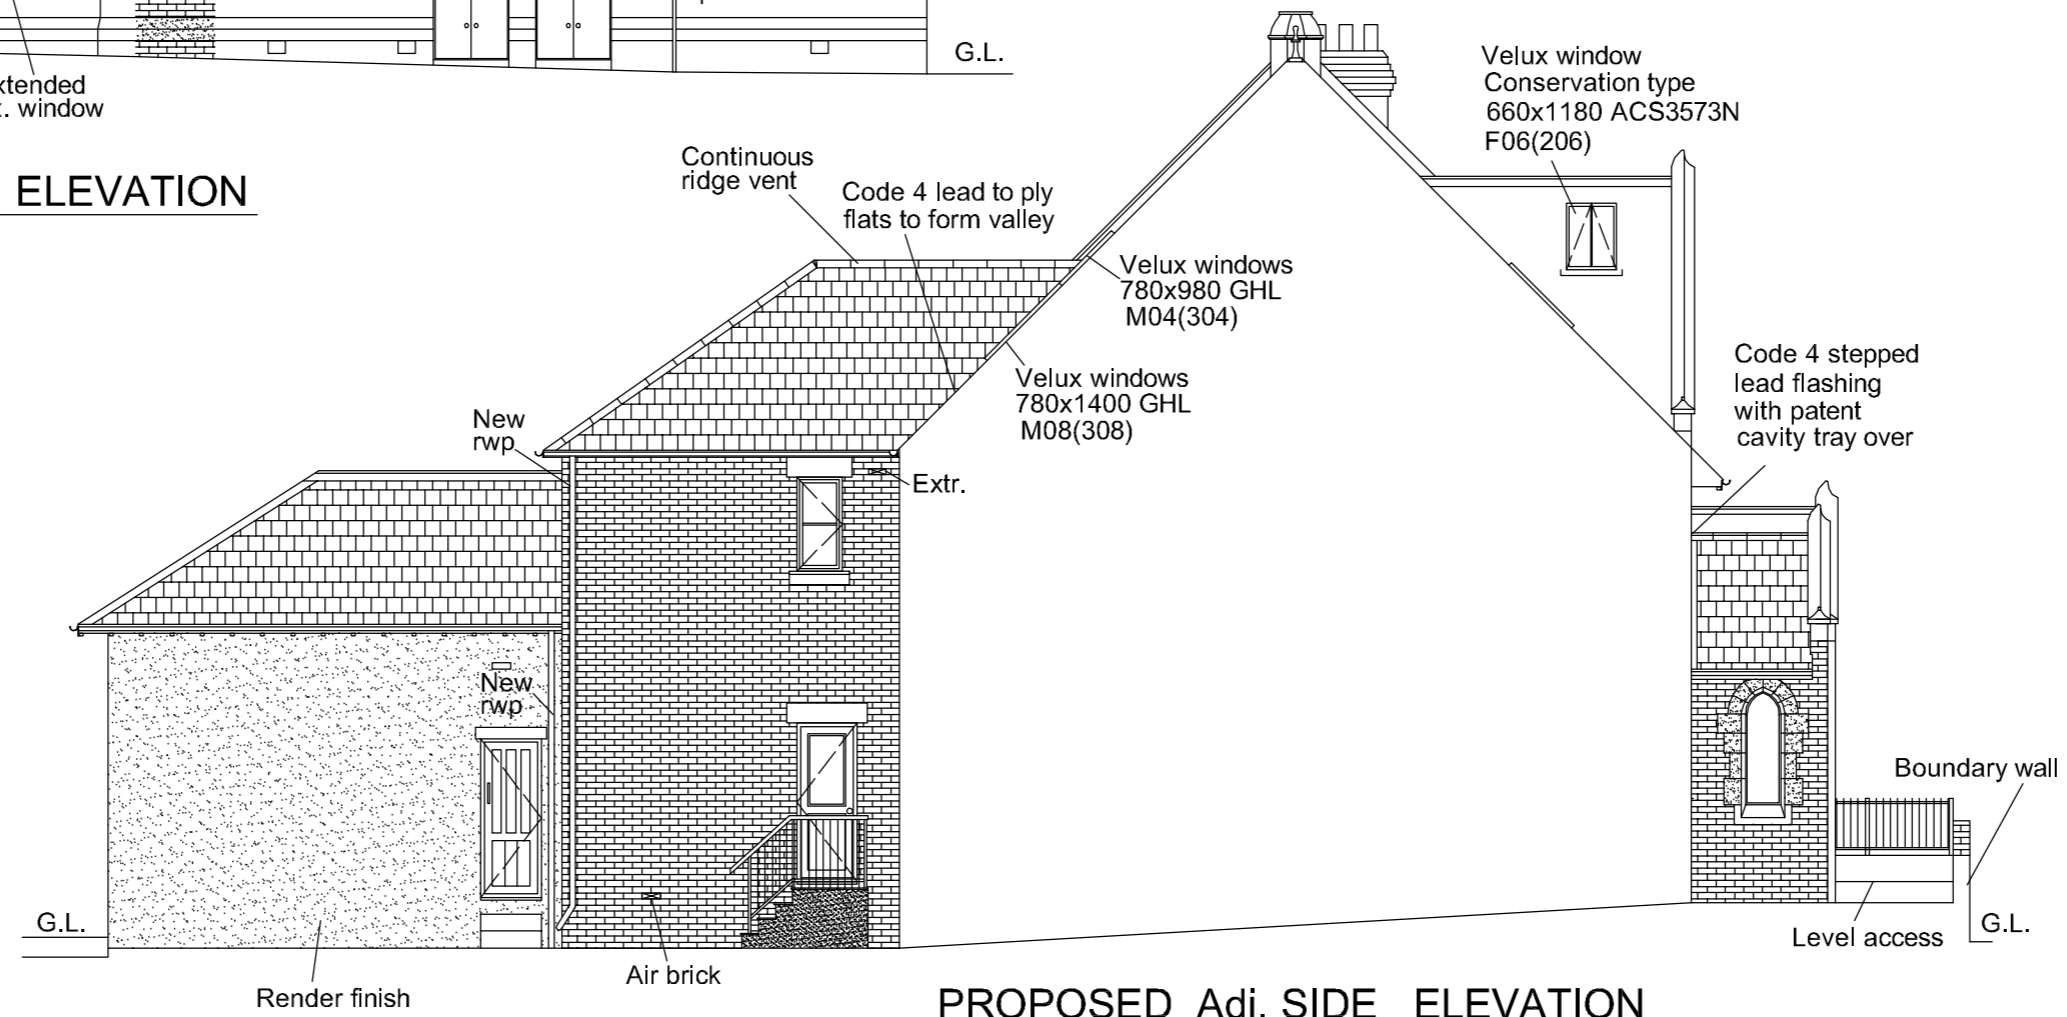 G.L.
xtended
x. window
ELEVATION
Velux window
Conservation type
660x1180 ACS3573N
F06(206)
Continuous
ridge vent
Code 4 lead to ply
flats to form valley
Velux windows
780x980 GHL
M04(304)
Velux windows
780x1400 GHL
M08(308)
Code 4 stepped
lead flashing
with patent
cavity tray over
New
rwp
Extr.
New
rwp
Boundary wall
G.L.
G.L.
Level access
Air brick
Render finish
PROPOSED Adj. SIDE ELEVATION